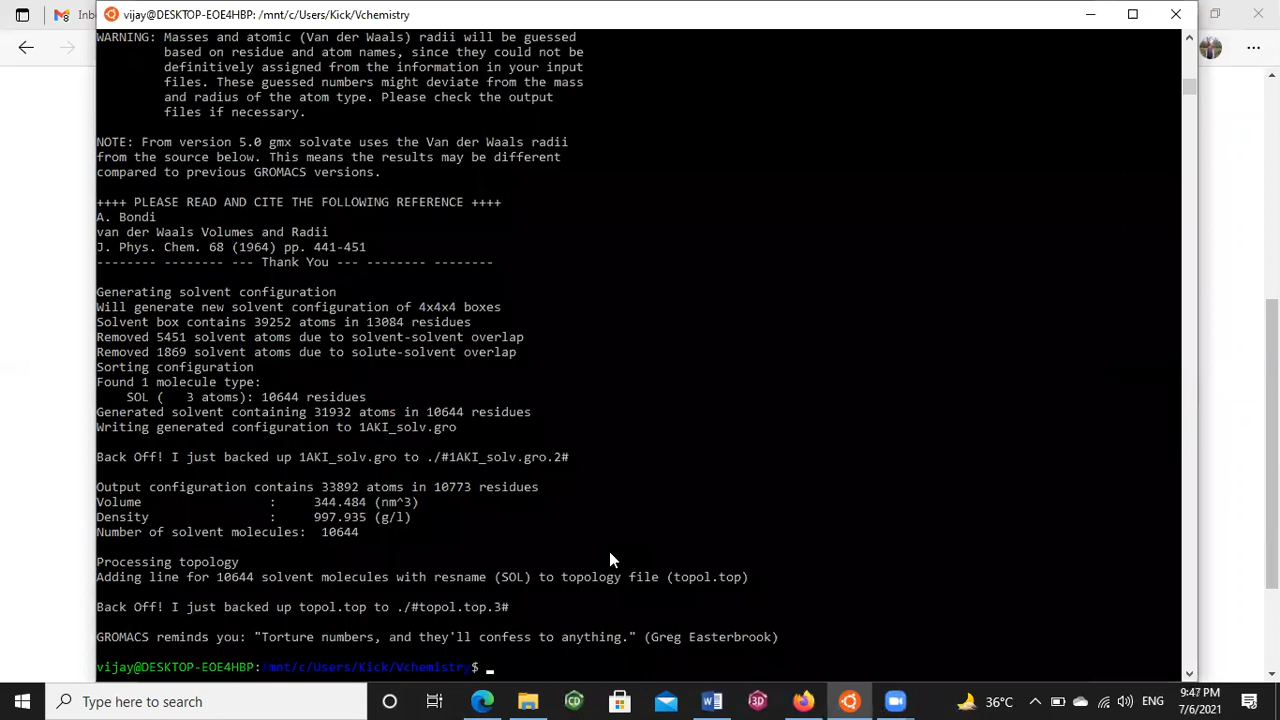 Inb
vijay@DESKTOP-EOE4HBP: /mnt/c/Users/Kick/Vchemistry
WARNING: Masses and atomic (Van der Waals) radii will be guessed
based on residue and atom names, since they could not be
definitively assigned from the information in your input
files. These guessed numbers might deviate from the mass
and radius of the atom type. Please check the output
files if necessary.
NOTE: From version 5.0 gmx solvate uses the Van der Waals radii
from the source below. This means the results may be different
compared to previous GROMACS versions.
++++ PLEASE READ AND CITE THE FOLLOWING REFERENCE ++++
A. Bondi
van der Waals Volumes and Radii
J. Phys. Chem. 68 (1964) pp. 441-451
-------- -------- --- Thank You --- -------- --------
Generating solvent configuration
Will generate new solvent configuration of 4x4x4 boxes
Solvent box contains 39252 atoms in 13084 residues
Removed 5451 solvent atoms due to solvent-solvent overlap
Removed 1869 solvent atoms due to solute-solvent overlap
Sorting configuration
Found 1 molecule type:
SOL (   3 atoms): 10644 residues
Generated solvent containing 31932 atoms in 10644 residues
Writing generated configuration to 1AKI_solv.gro
Back Off! I just backed up 1AKI_solv.gro to ./#1AKI_solv.gro.2#
Output configuration contains 33892 atoms in 10773 residues
Volume                 :     344.484 (nm^3)
Density                :     997.935 (g/l)
Number of solvent molecules:  10644
Processing topology
Adding line for 10644 solvent molecules with resname (SOL) to topology file (topol.top)
Back Off! I just backed up topol.top to ./#topol.top.3#
GROMACS reminds you: "Torture numbers, and they'll confess to anything." (Greg Easterbrook)
vijay@DESKTOP-EOE4HBP:/mnt/c/Users/Kick/Vchemistry$
Type here to search
36°C
ENG
9:47 PM
7/6/2021